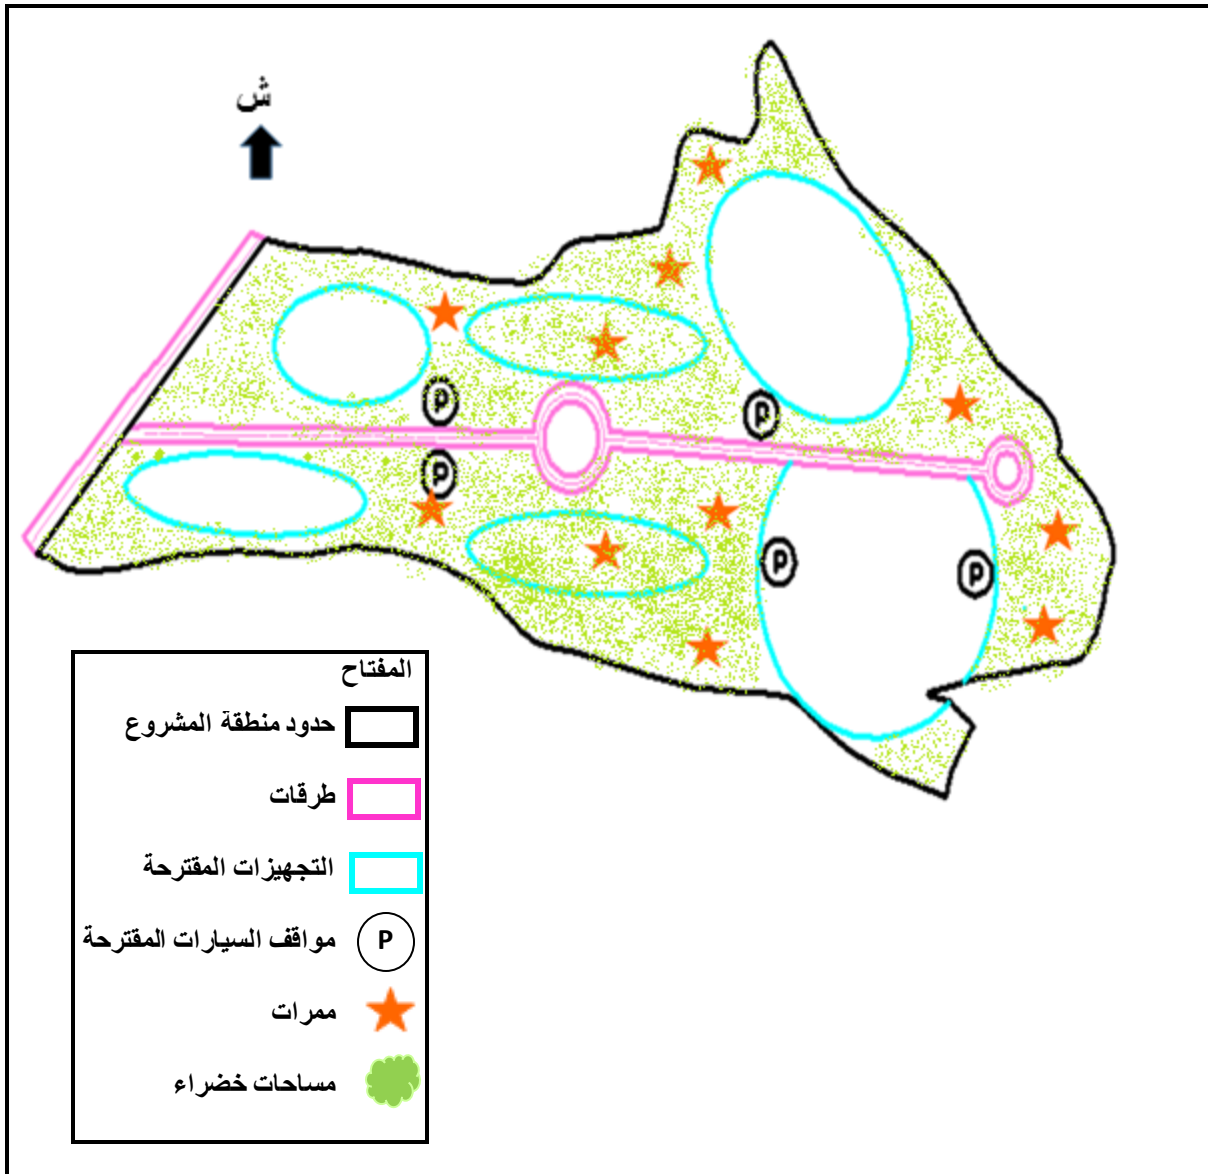 ش
P
P
P
P
P
المفتاح
حدود منطقة المشروع
طرقات
التجهيزات المقترحة
مواقف السيارات المقترحة P
ممرات
مساحات خضراء